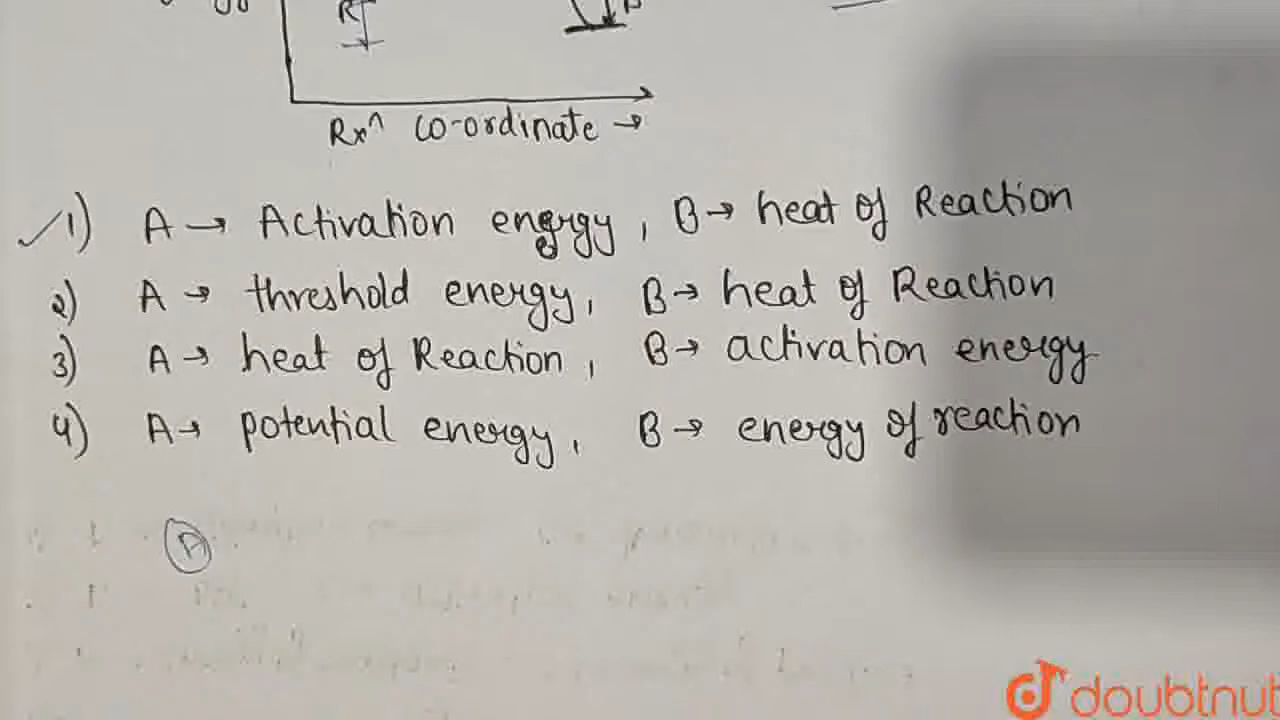 R
B
Rxⁿ co-ordinate →
✓1) A → Activation energy, B → heat of Reaction
2) A → threshold energy, B → heat of Reaction
3) A → heat of Reaction, B → activation energy
4) A → potential energy, B → energy of reaction
A
doubtnut